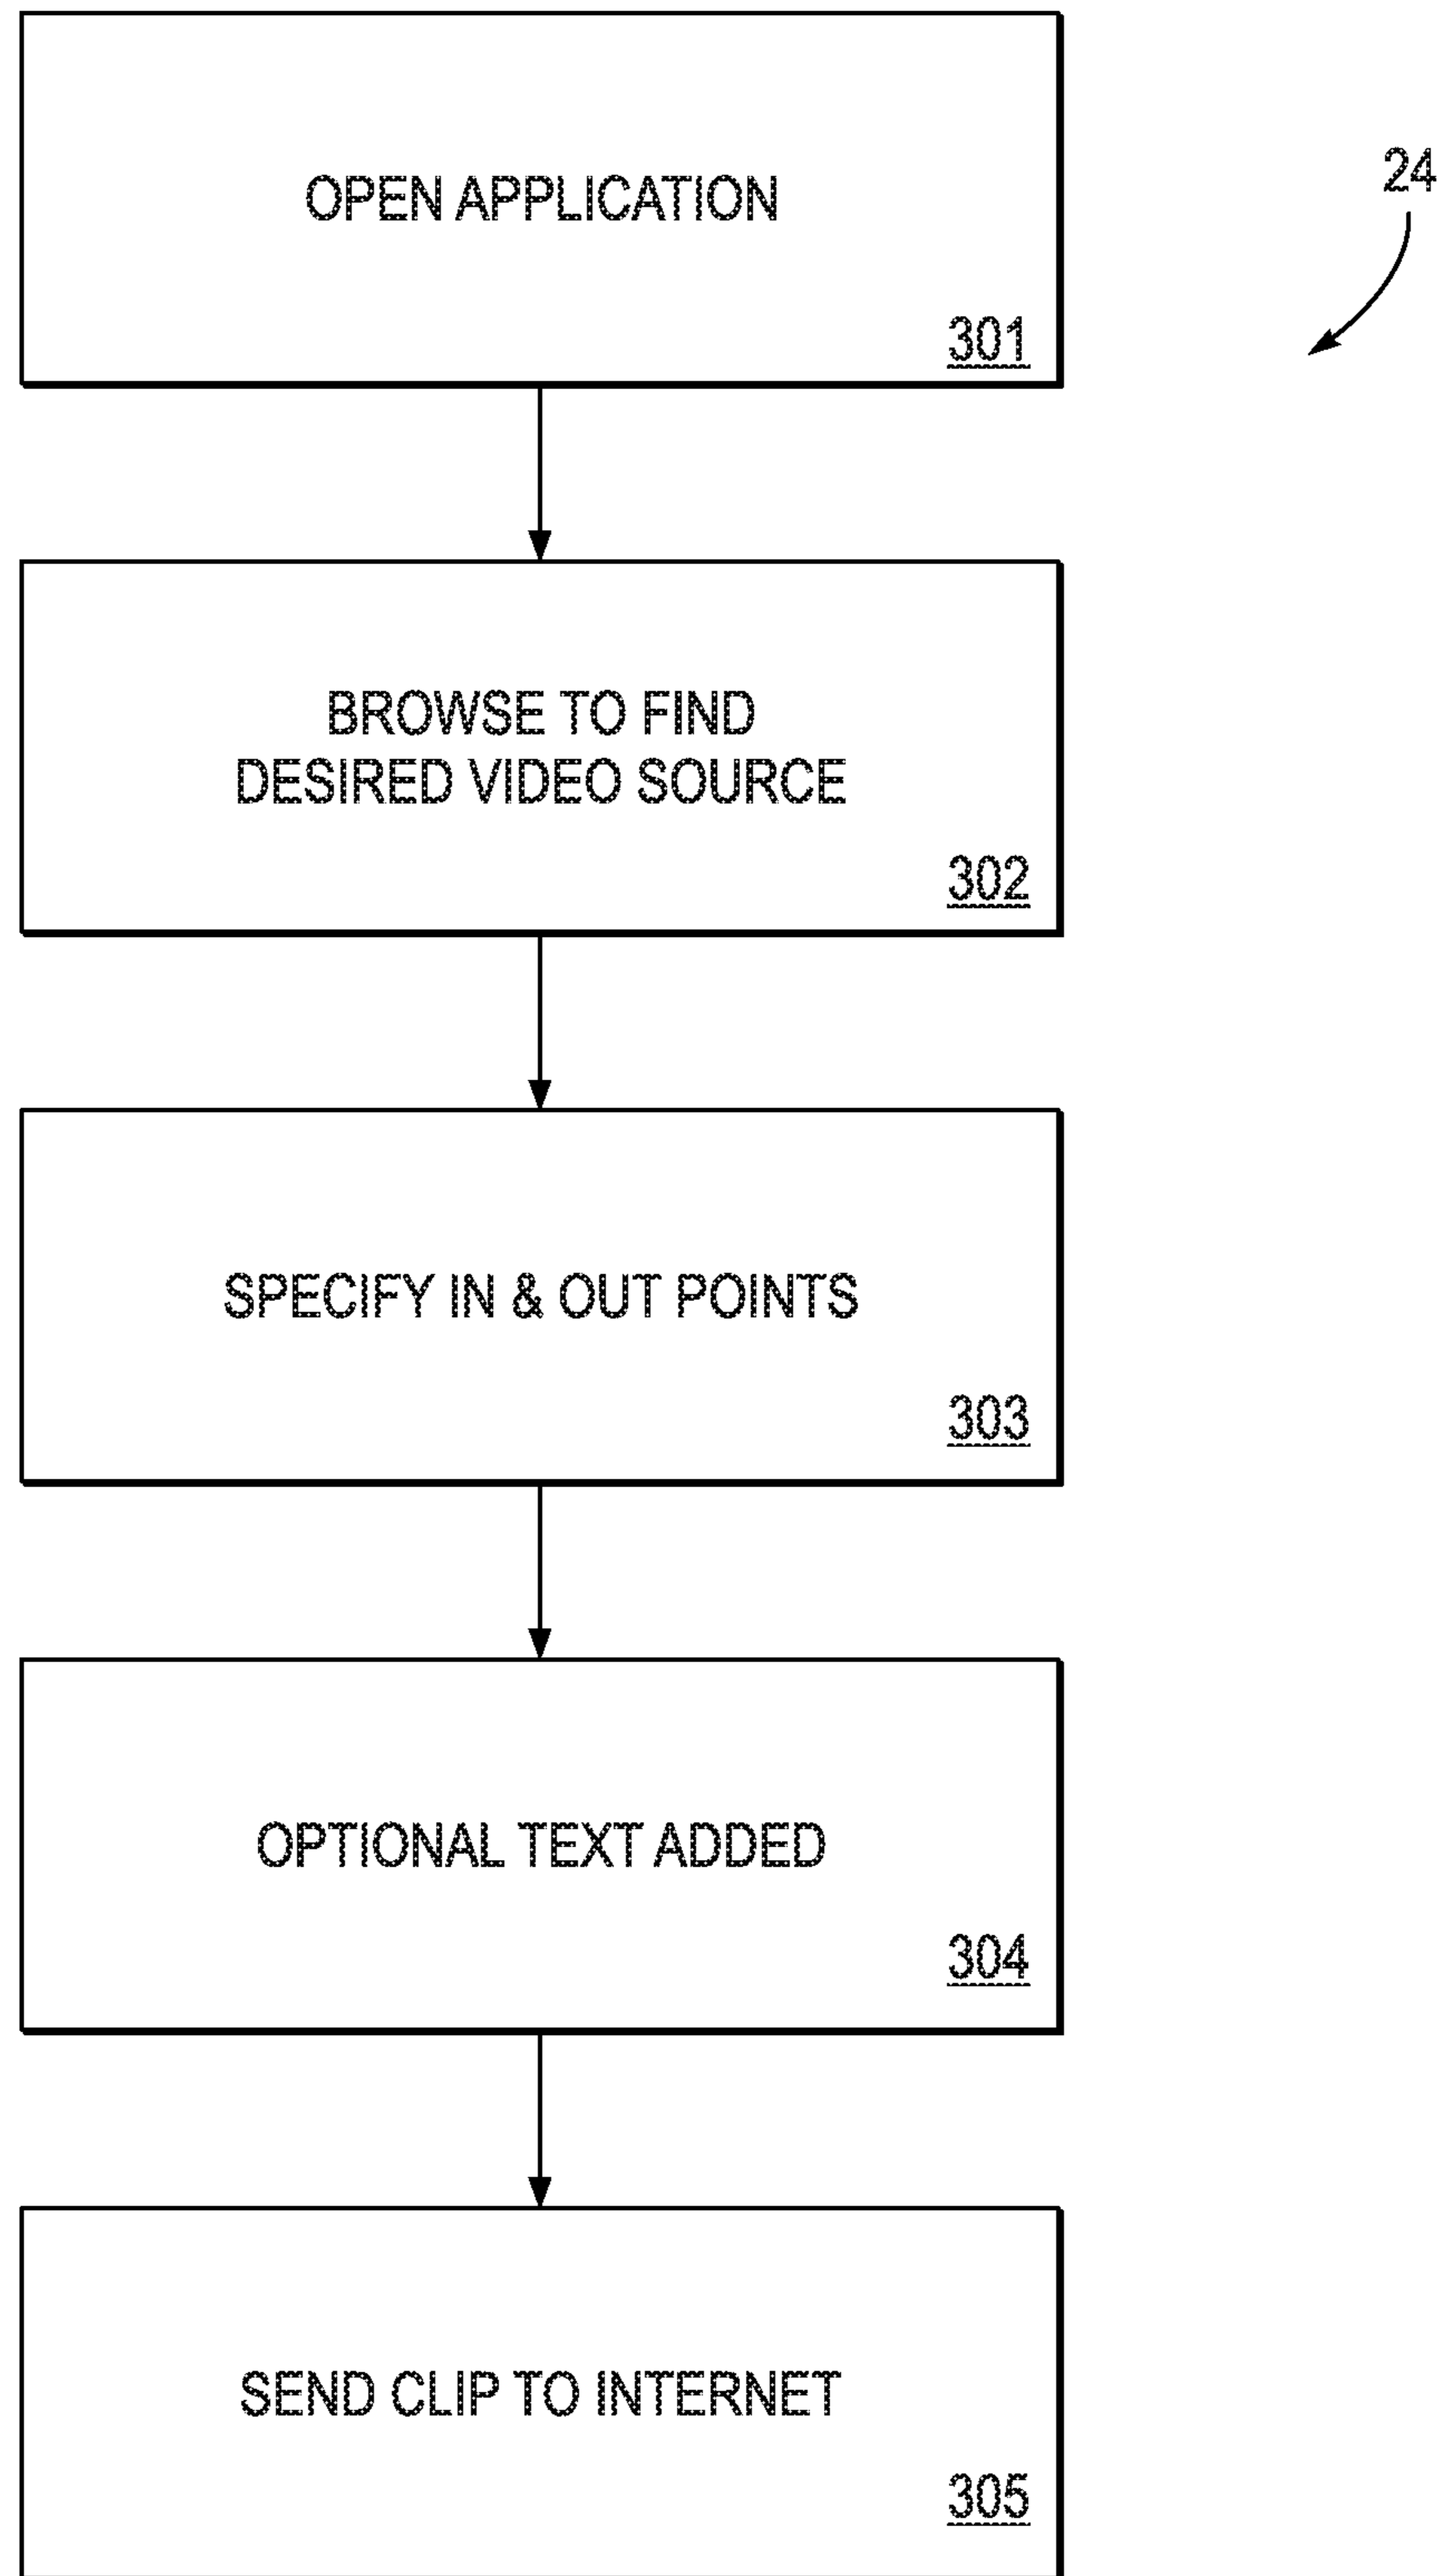 OPEN APPLICATION
301
24
BROWSE TO FIND
DESIRED VIDEO SOURCE
302
SPECIFY IN & OUT POINTS
303
OPTIONAL TEXT ADDED
304
SEND CLIP TO INTERNET
305